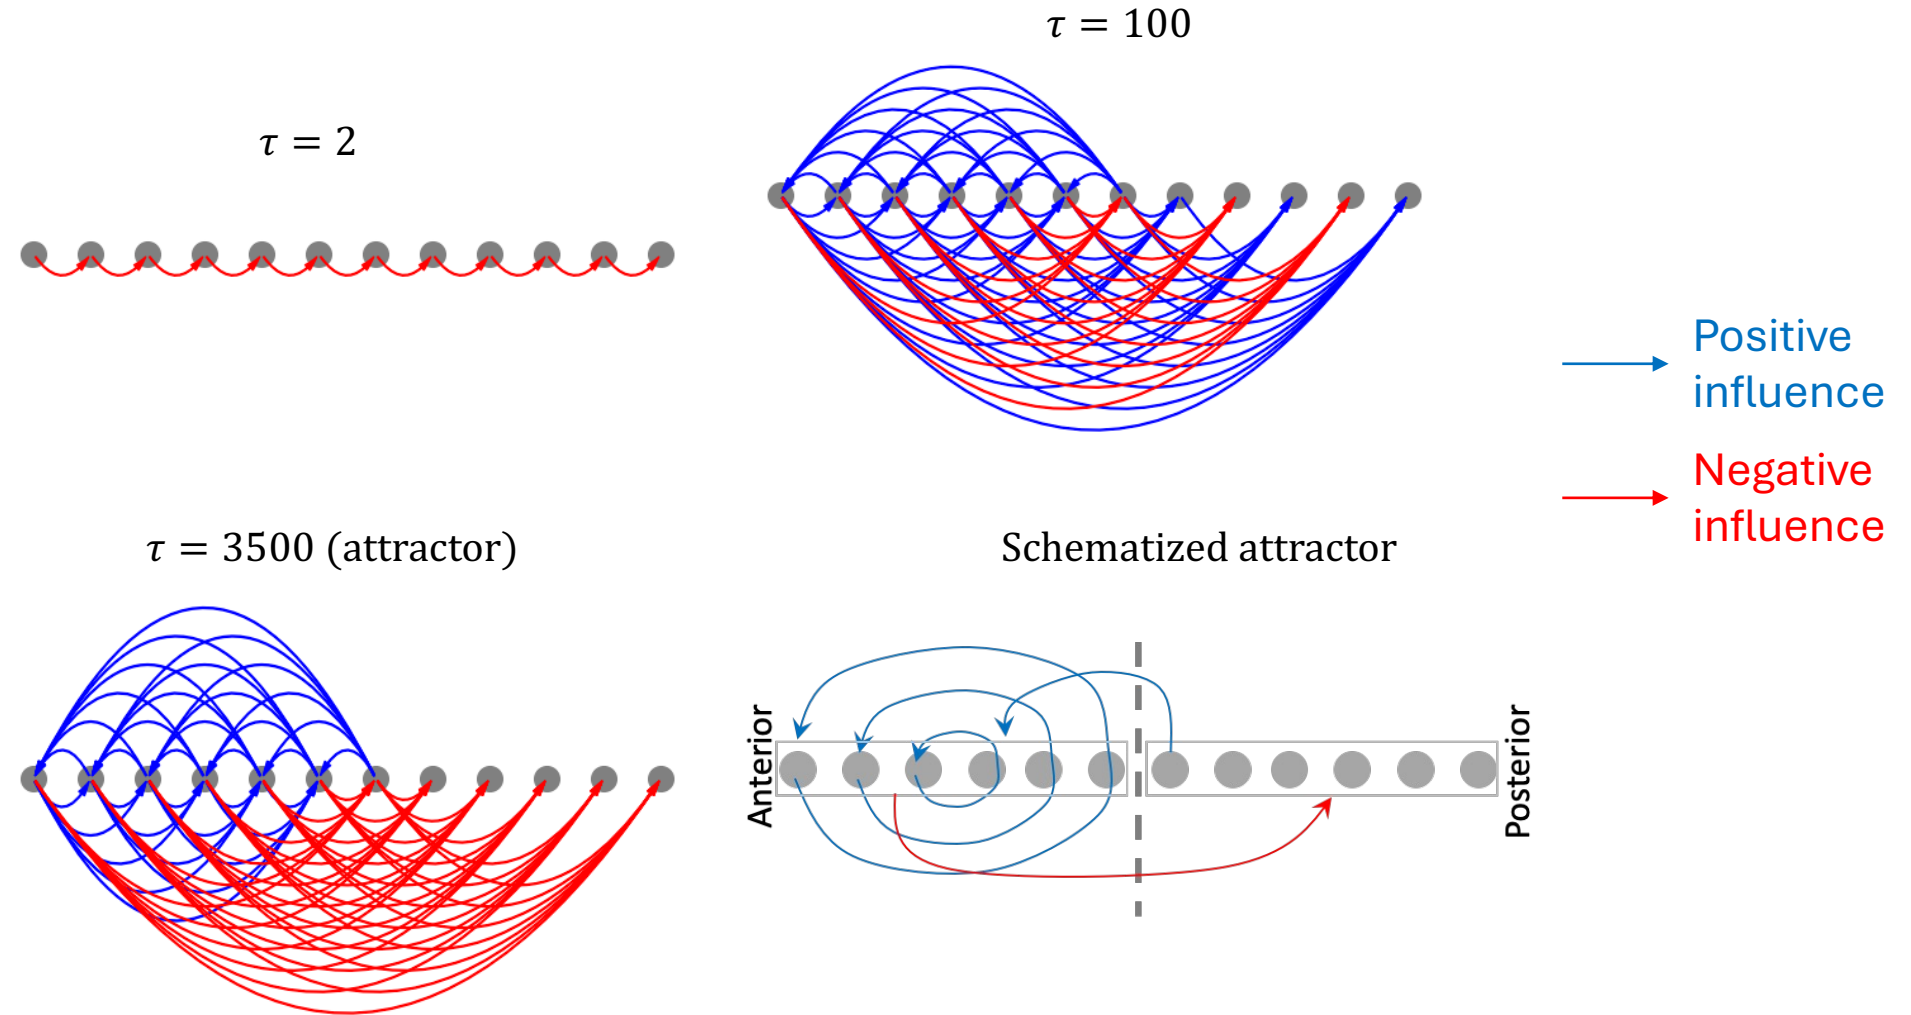 τ = 100
τ = 2
Positive
influence
Negative
influence
τ = 3500 (attractor)
Schematized attractor
Anterior
Posterior